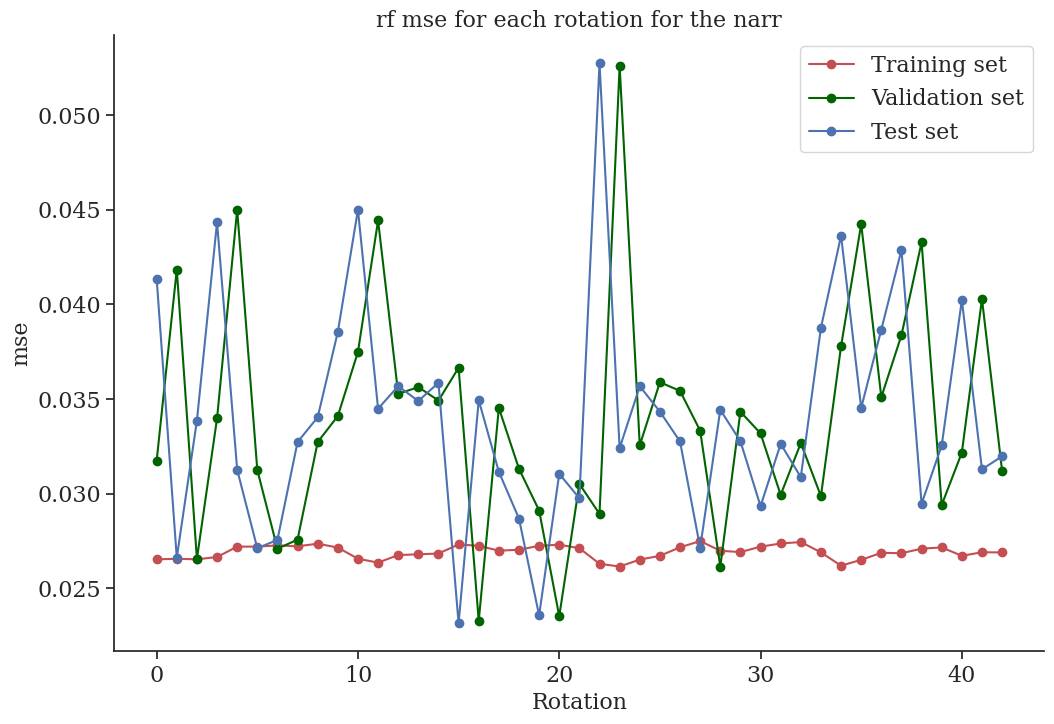 rf mse for each rotation for the narr
Training set
Validation set
Test set
mse
0.050
0.045
0.040
0.035
0.030
0.025
0 10 20 30 40
Rotation